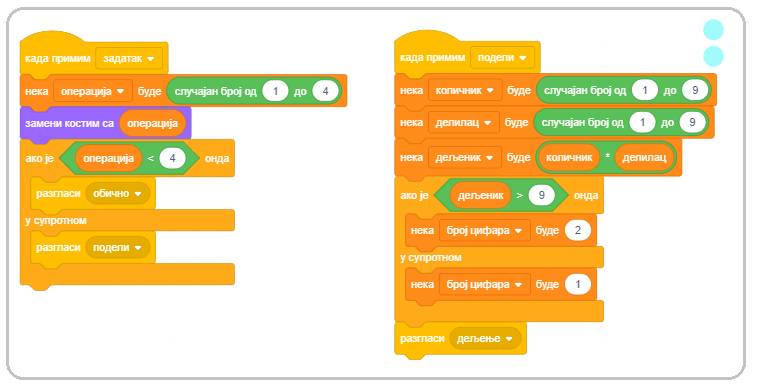 када примим задатак
нека операција буде случајан број од 1 до 4
замени костим са операција
ако је операција < 4 онда
разгласи обично
у супротном
разгласи подели
када примим подели
нека количник буде случајан број од 1 до 9
нека делилац буде случајан број од 1 до 9
нека дељеник буде количник * делилац
ако је дељеник > 9 онда
нека број цифара буде 2
у супротном
нека број цифара буде 1
разгласи дељење